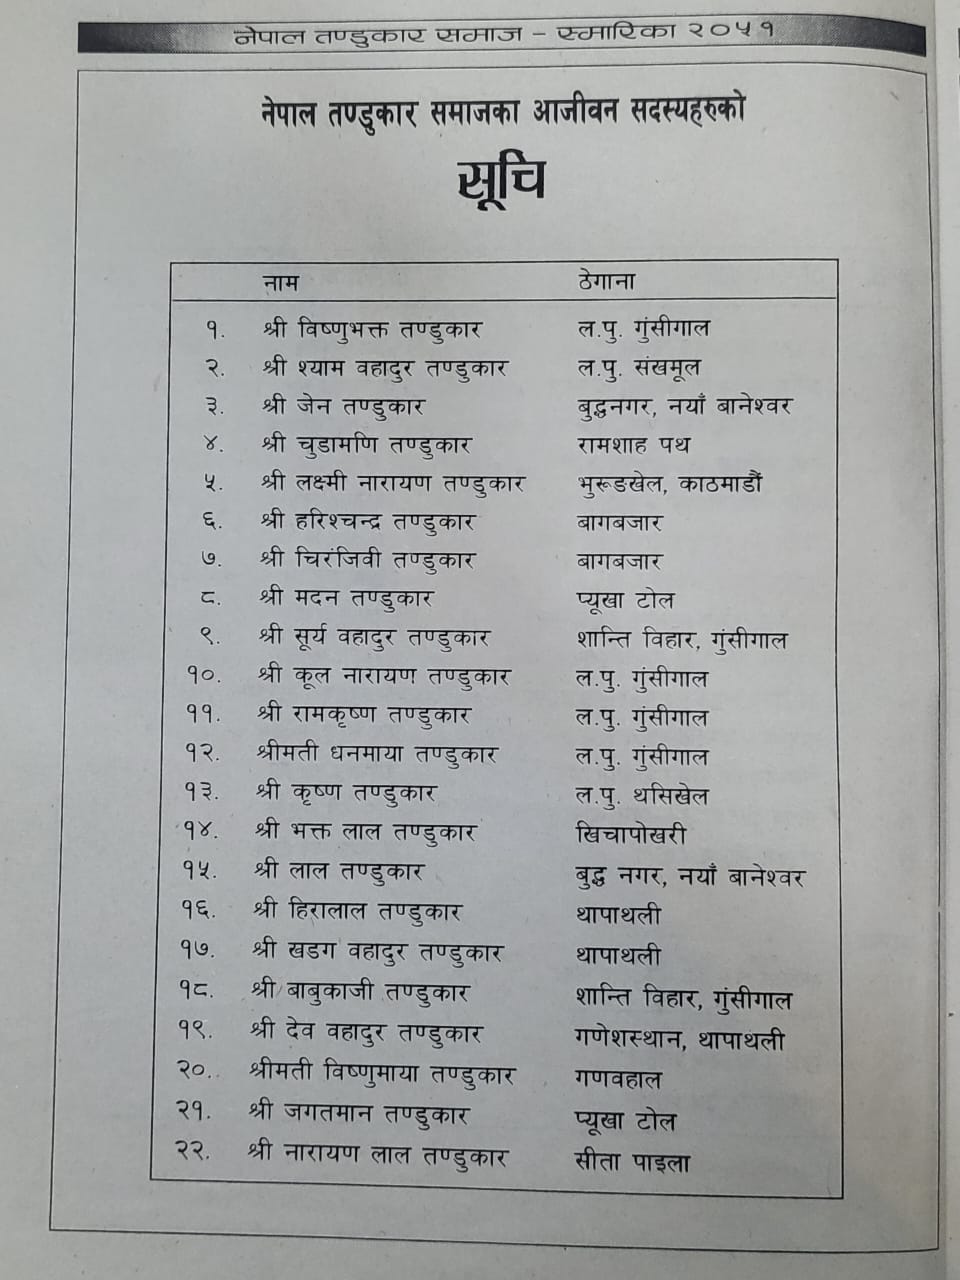 नेपाल तण्डुकार समाज – स्मारिका २०५१
नेपाल तण्डुकार समाजका आजीवन सदस्यहरुको
सूचि
नाम ठेगाना
१. श्री विष्णुभक्त तण्डुकार ल.पु. गुंसीगाल
२. श्री श्याम वहादुर तण्डुकार ल.पु. संखमूल
३. श्री जेन तण्डुकार बुद्धनगर, नयाँ बानेश्वर
४. श्री चुडामणि तण्डुकार रामशाह पथ
५. श्री लक्ष्मी नारायण तण्डुकार भुरूङखेल, काठमाडौं
६. श्री हरिश्चन्द्र तण्डुकार बागबजार
७. श्री चिरंजिवी तण्डुकार बागबजार
८. श्री मदन तण्डुकार प्यूखा टोल
९. श्री सूर्य वहादुर तण्डुकार शान्ति विहार, गुंसीगाल
१०. श्री कूल नारायण तण्डुकार ल.पु. गुंसीगाल
११. श्री रामकृष्ण तण्डुकार ल.पु. गुंसीगाल
१२. श्रीमती धनमाया तण्डुकार ल.पु. गुंसीगाल
१३. श्री कृष्ण तण्डुकार ल.पु. थसिखेल
१४. श्री भक्त लाल तण्डुकार खिचापोखरी
१५. श्री लाल तण्डुकार बुद्ध नगर, नयाँ बानेश्वर
१६. श्री हिरालाल तण्डुकार थापाथली
१७. श्री खडग वहादुर तण्डुकार थापाथली
१८. श्री बाबुकाजी तण्डुकार शान्ति विहार, गुंसीगाल
१९. श्री देव वहादुर तण्डुकार गणेशस्थान, थापाथली
२०. श्रीमती विष्णुमाया तण्डुकार गणवहाल
२१. श्री जगतमान तण्डुकार प्यूखा टोल
२२. श्री नारायण लाल तण्डुकार सीता पाइला